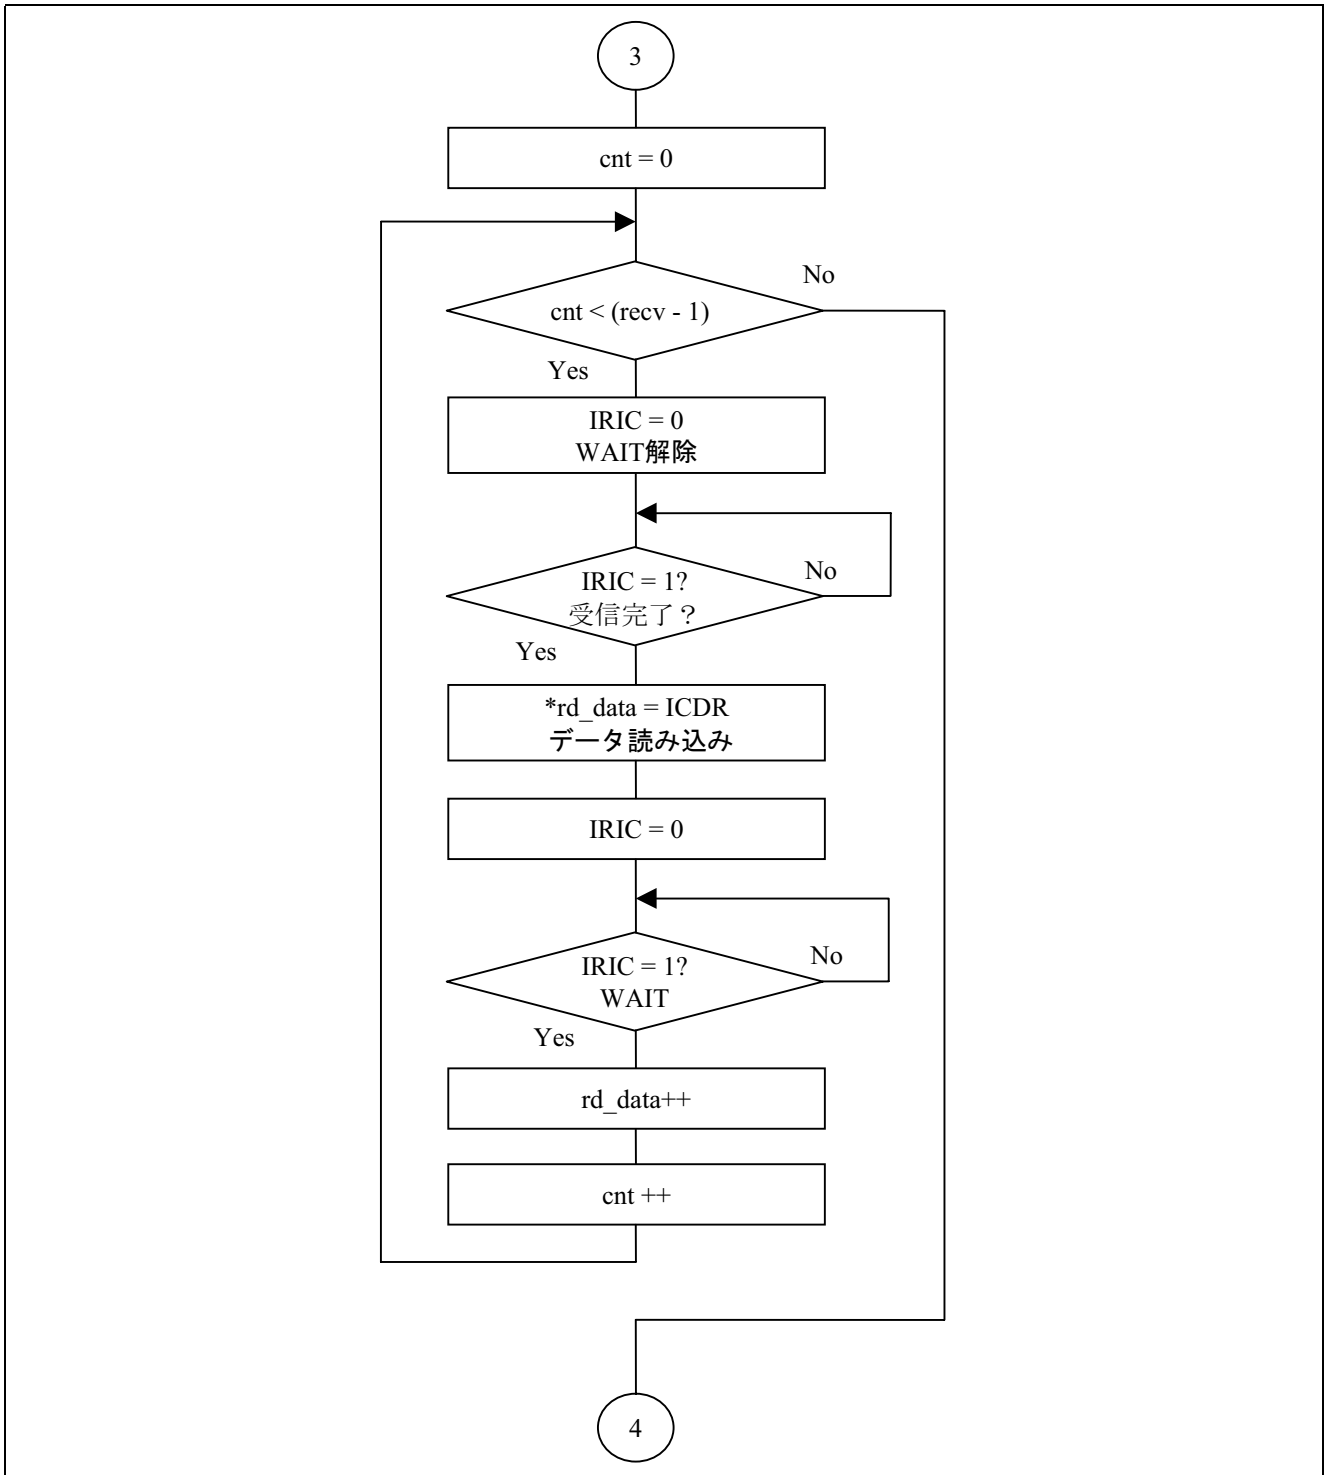 3
cnt = 0
No
cnt < (recv - 1)
Yes
IRIC = 0
WAIT解除
No
IRIC = 1?
受信完了？
Yes
*rd_data = ICDR
データ読み込み
IRIC = 0
No
IRIC = 1?
WAIT
Yes
rd_data++
cnt ++
4